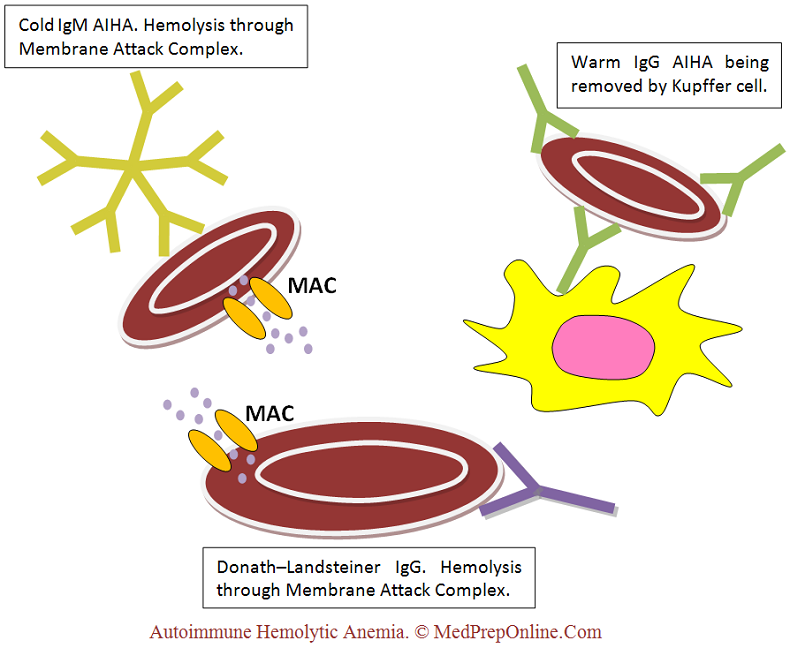 Cold IgM AIHA. Hemolysis through
Membrane Attack Complex.
Warm IgG AIHA being
removed by Kupffer cell.
MAC
MAC
Donath–Landsteiner IgG. Hemolysis
through Membrane Attack Complex.
Autoimmune Hemolytic Anemia. © MedPrepOnline.Com